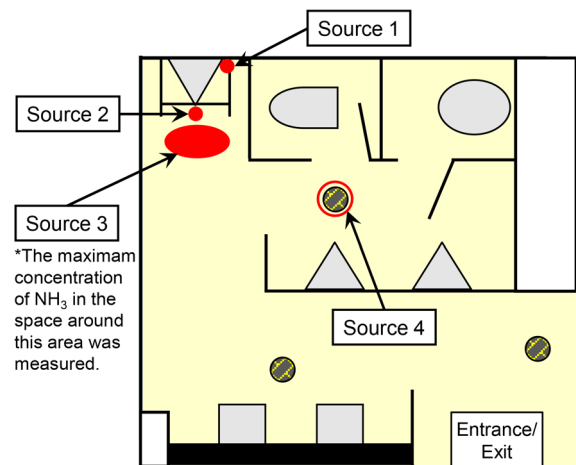 Source 1
Source 2
Source 3
*The maximam
concentration
of NH₃ in the
space around
this area was
measured.
Source 4
Entrance/
Exit